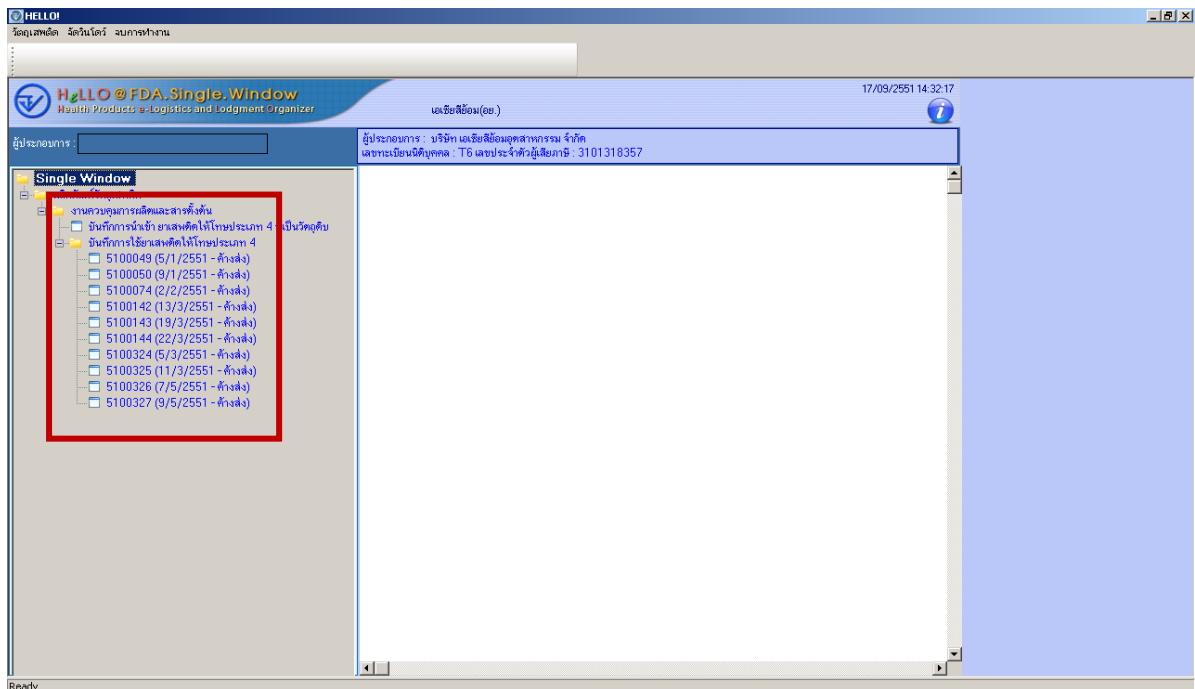 HELLO!
วัตถุเสพติด จัดวินโดว์ จบการทำงาน
HeLLO @ FDA.Single.Window
Health Products e-Logistics and Lodgment Organizer
เอเชียสีย้อม(อย.)
17/09/2551 14:32:17
ผู้ประกอบการ :
ผู้ประกอบการ : บริษัท เอเชียสีย้อมอุตสาหกรรม จำกัด
เลขทะเบียนนิติบุคคล : T6 เลขประจำตัวผู้เสียภาษี : 3101318357
Single Window
งานควบคุมการผลิตและสารตั้งต้น
บันทึกการนำเข้า ยาเสพติดให้โทษประเภท 4 เป็นวัตถุดิบ
บันทึกการใช้ยาเสพติดให้โทษประเภท 4
5100049 (5/1/2551 - ค้างส่ง)
5100050 (9/1/2551 - ค้างส่ง)
5100074 (2/2/2551 - ค้างส่ง)
5100142 (13/3/2551 - ค้างส่ง)
5100143 (19/3/2551 - ค้างส่ง)
5100144 (22/3/2551 - ค้างส่ง)
5100324 (5/3/2551 - ค้างส่ง)
5100325 (11/3/2551 - ค้างส่ง)
5100326 (7/5/2551 - ค้างส่ง)
5100327 (9/5/2551 - ค้างส่ง)
Ready